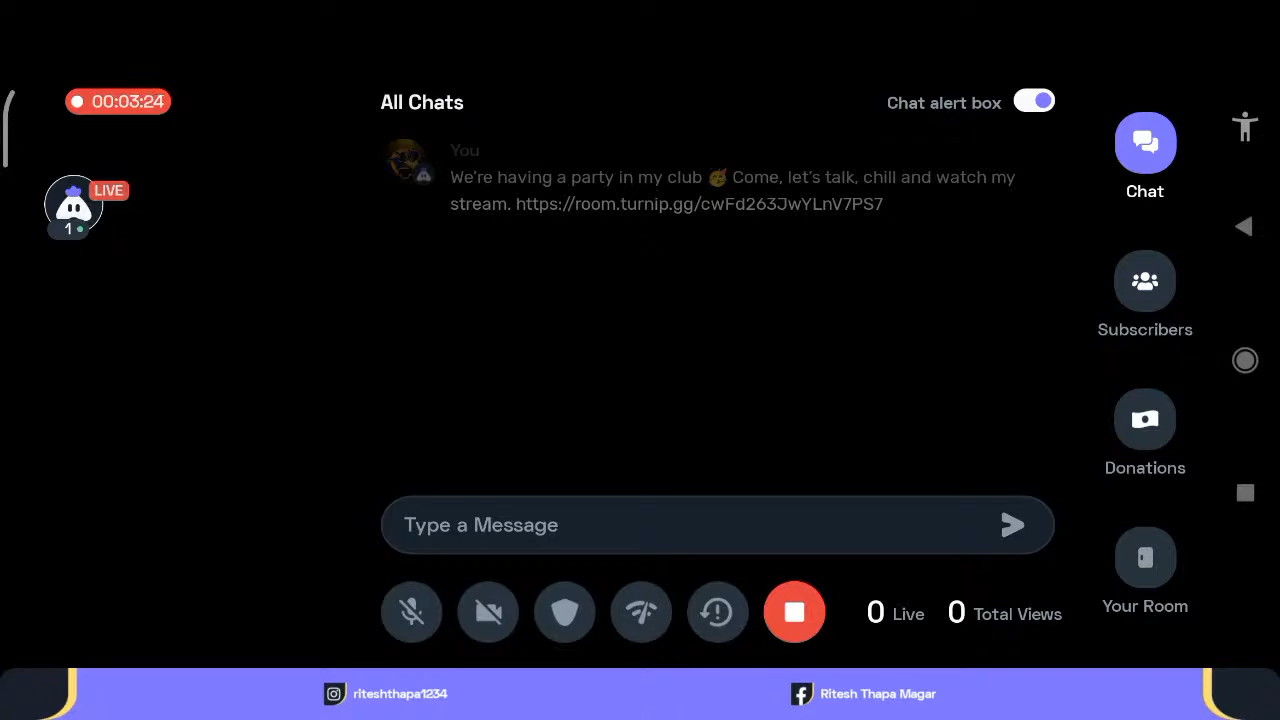 00:03:24
All Chats
Chat alert box
LIVE
1
You
We're having a party in my club 🥳 Come, let's talk, chill and watch my
stream. https://room.turnip.gg/cwFd263JwYLnV7PS7
Chat
Subscribers
Donations
Type a Message
Your Room
0 Live 0 Total Views
riteshthapa1234
Ritesh Thapa Magar